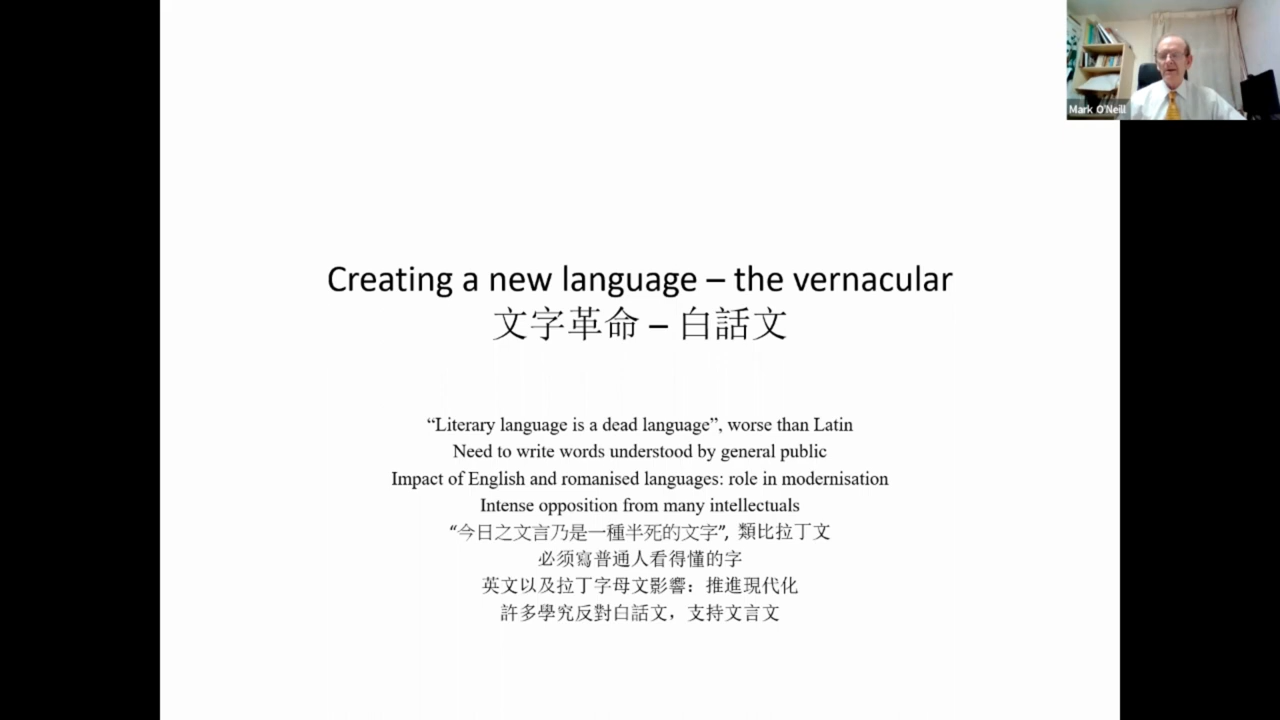 Mark O'Neill
Creating a new language – the vernacular
文字革命 – 白話文
“Literary language is a dead language”, worse than Latin
Need to write words understood by general public
Impact of English and romanised languages: role in modernisation
Intense opposition from many intellectuals
“今日之文言乃是一種半死的文字”, 類比拉丁文
必须寫普通人看得懂的字
英文以及拉丁字母文影響：推進現代化
許多學究反對白話文，支持文言文